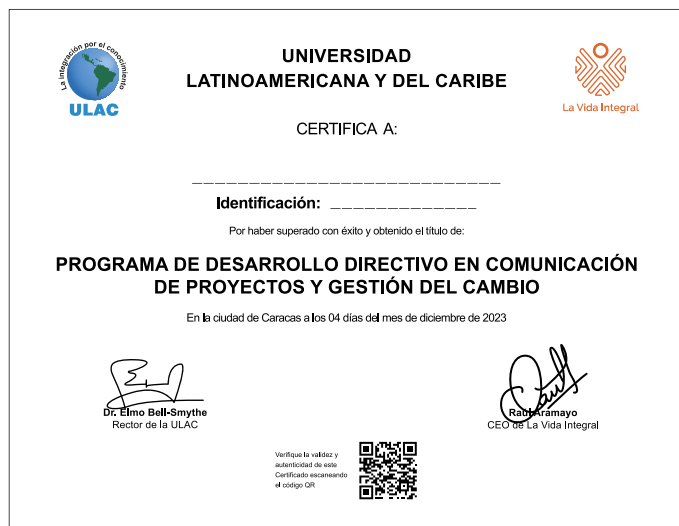 La integración por el conocimiento
ULAC
UNIVERSIDAD
LATINOAMERICANA Y DEL CARIBE
La Vida Integral
CERTIFICA A:
____________________________
Identificación: _____________
Por haber superado con éxito y obtenido el título de:
PROGRAMA DE DESARROLLO DIRECTIVO EN COMUNICACIÓN
DE PROYECTOS Y GESTIÓN DEL CAMBIO
En la ciudad de Caracas a los 04 días del mes de diciembre de 2023
Dr. Elmo Bell-Smythe
Rector de la ULAC
Raúl Aramayo
CEO de La Vida Integral
Verifique la validez y
autenticidad de este
Certificado escaneando
el código QR